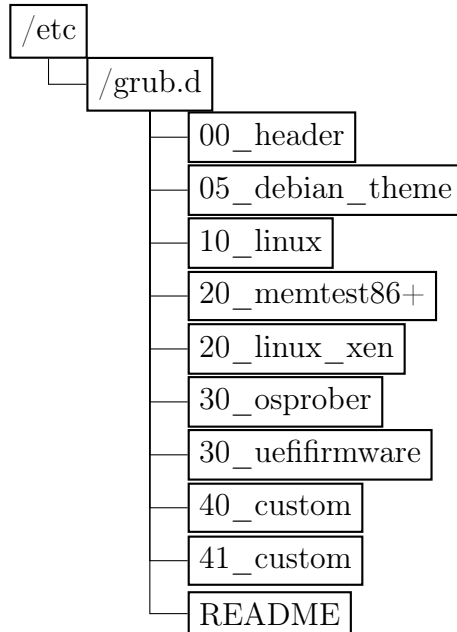 /etc
/grub.d
00_header
05_debian_theme
10_linux
20_memtest86+
20_linux_xen
30_osprober
30_uefifirmware
40_custom
41_custom
README